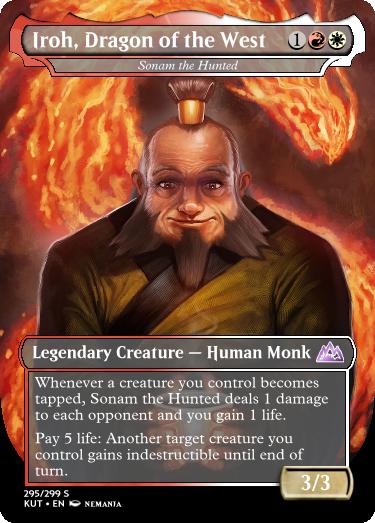 Iroh, Dragon of the West 1
Sonam the Hunted
Legendary Creature — Human Monk
Whenever a creature you control becomes
tapped, Sonam the Hunted deals 1 damage
to each opponent and you gain 1 life.
Pay 5 life: Another target creature you
control gains indestructible until end of
turn.
3/3
295/299 S
KUT • EN NEMANIA